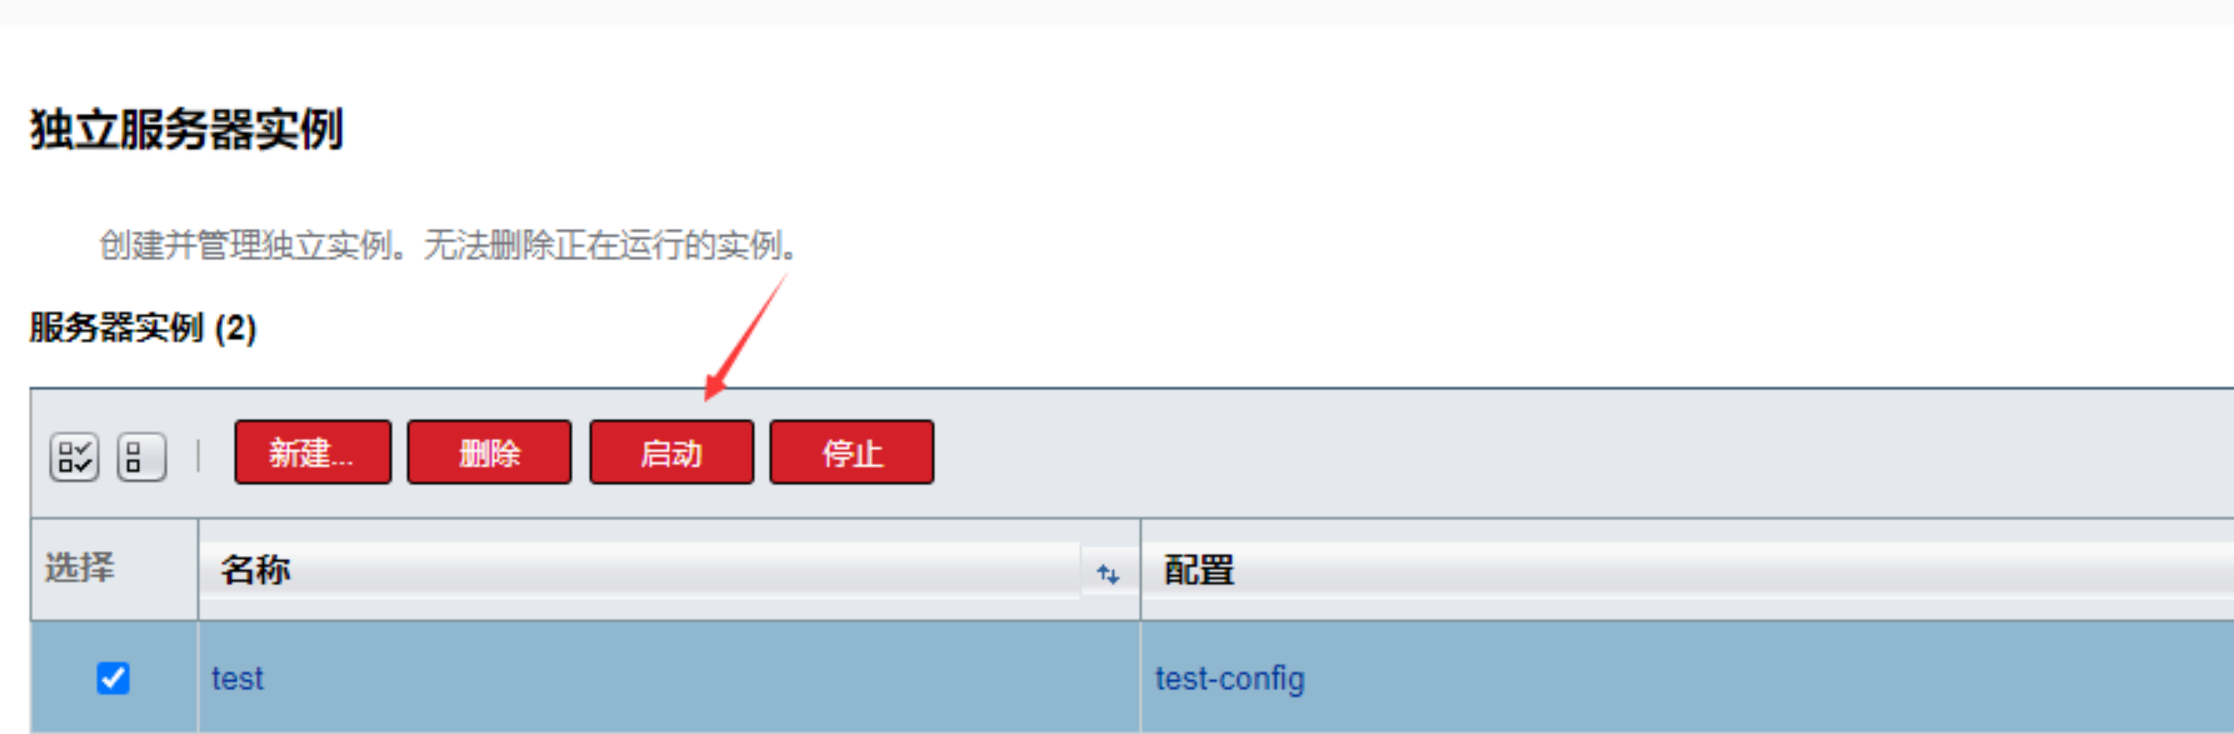 独立服务器实例
创建并管理独立实例。无法删除正在运行的实例。
服务器实例 (2)
新建... 删除 启动 停止
选择 名称 配置
test test-config